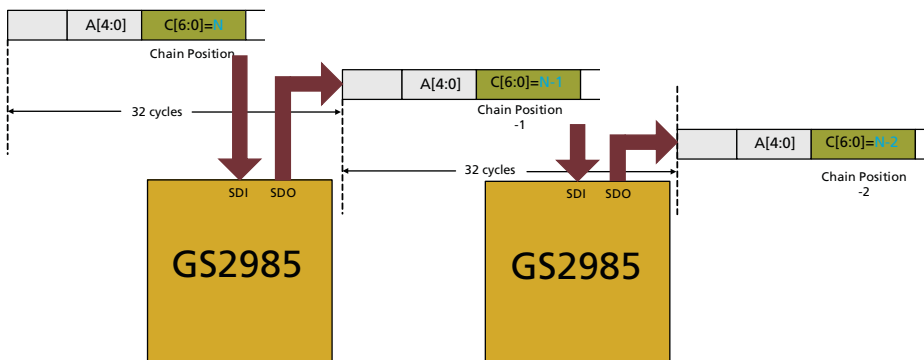 A[4:0] C[6:0]=N
Chain Position
A[4:0] C[6:0]=N-1
Chain Position
-1
32 cycles
A[4:0] C[6:0]=N-2
Chain Position
-2
32 cycles
SDI SDO
GS2985
SDI SDO
GS2985